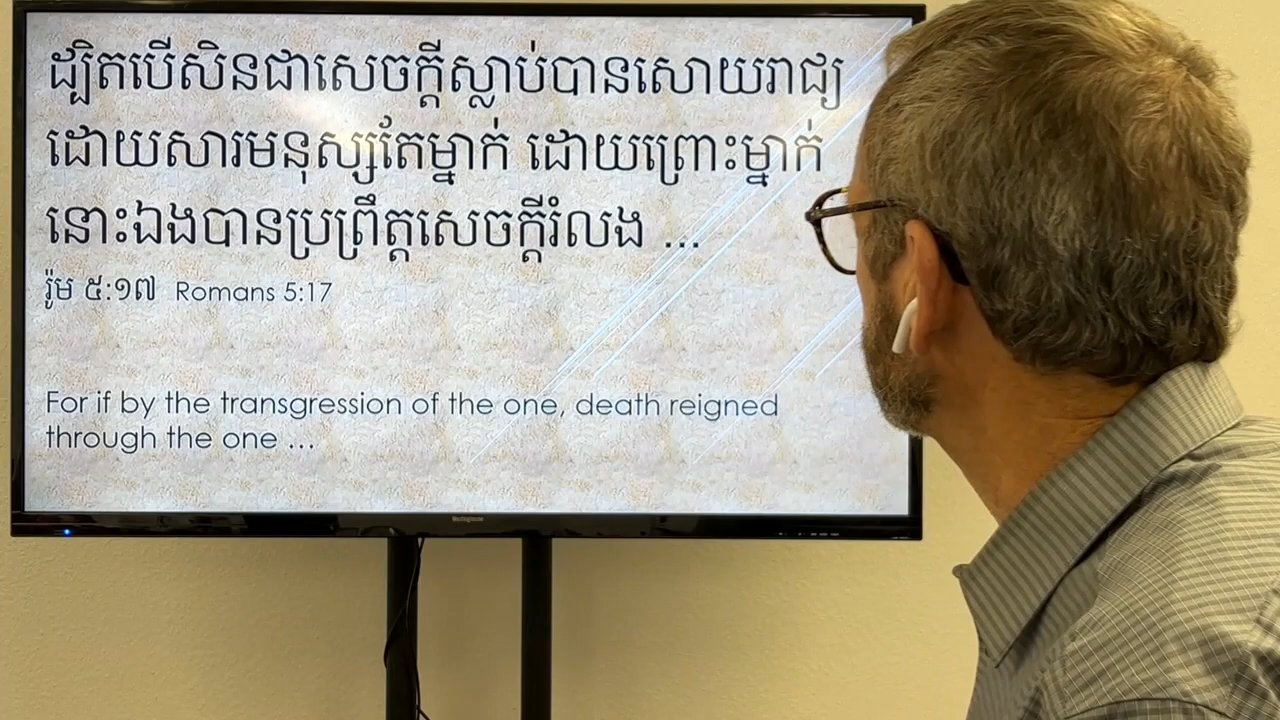 ដ្បិតបើសិនជាសេចក្ដីស្លាប់បានសោយរាជ្យ
ដោយសារមនុស្សតែម្នាក់ ដោយព្រោះម្នាក់
នោះឯងបានប្រព្រឹត្តសេចក្ដីរំលង ...
រ៉ូម ៥:១៧ Romans 5:17
For if by the transgression of the one, death reigned
through the one ...
Westinghouse